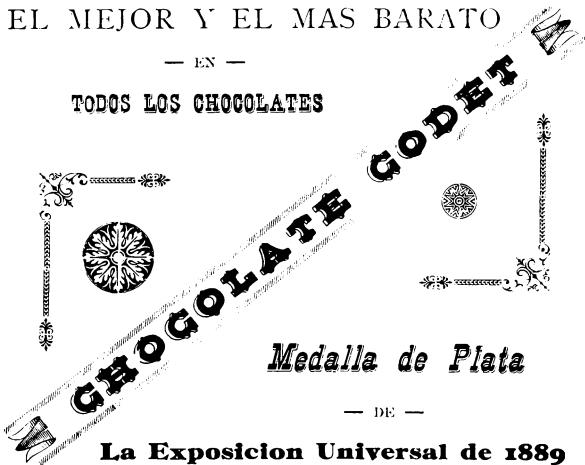 EL MEJOR Y EL MAS BARATO
— EN —
TODOS LOS CHOCOLATES
CHOCOLATE GODET
Medalla de Plata
— DE —
La Exposicion Universal de 1889